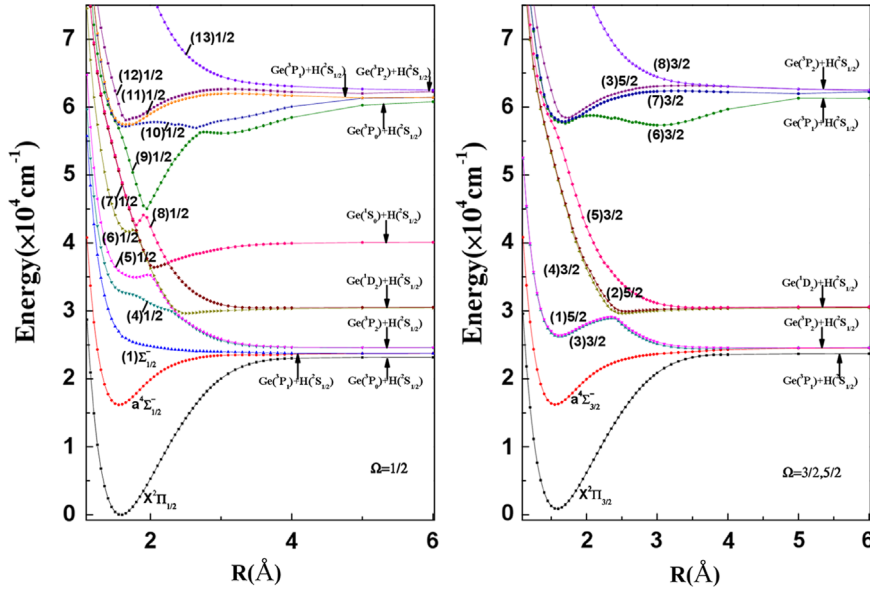 Energy(×10⁴cm⁻¹)
7
6
5
4
3
2
1
0
2
4
6
R(Å)
(13)1/2
(12)1/2
(11)1/2
(10)1/2
(9)1/2
(7)1/2
(8)1/2
(6)1/2
(5)1/2
(4)1/2
(1)Σ⁻₁/₂
a⁴Σ⁻₁/₂
X²Π₁/₂
Ge(³P₁)+H(²S₁/₂)
Ge(³P₂)+H(²S₁/₂)
Ge(³P₀)+H(²S₁/₂)
Ge(¹S₀)+H(²S₁/₂)
Ge(¹D₂)+H(²S₁/₂)
Ge(³P₂)+H(²S₁/₂)
Ge(³P₁)+H(²S₁/₂)
Ge(³P₀)+H(²S₁/₂)
Ω=1/2
Energy(×10⁴cm⁻¹)
7
6
5
4
3
2
1
0
2
3
4
5
6
R(Å)
(8)3/2
(3)5/2
(7)3/2
(6)3/2
(5)3/2
(4)3/2
(2)5/2
(1)5/2
(3)3/2
a⁴Σ⁻₃/₂
X²Π₃/₂
Ge(³P₂)+H(²S₁/₂)
Ge(³P₁)+H(²S₁/₂)
Ge(¹D₂)+H(²S₁/₂)
Ge(³P₂)+H(²S₁/₂)
Ge(³P₁)+H(²S₁/₂)
Ω=3/2,5/2